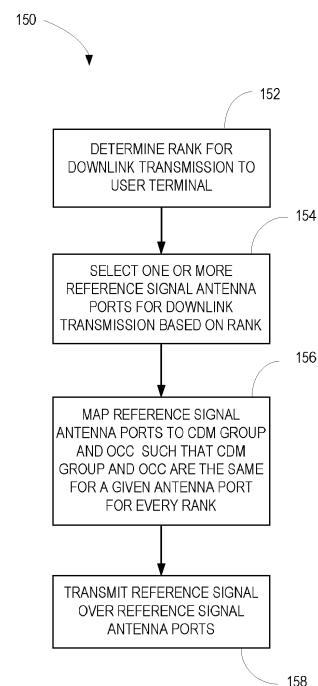 150
152
DETERMINE RANK FOR
DOWNLINK TRANSMISSION TO
USER TERMINAL
154
SELECT ONE OR MORE
REFERENCE SIGNAL ANTENNA
PORTS FOR DOWNLINK
TRANSMISSION BASED ON RANK
156
MAP REFERENCE SIGNAL
ANTENNA PORTS TO CDM GROUP
AND OCC SUCH THAT CDM
GROUP AND OCC ARE THE SAME
FOR A GIVEN ANTENNA PORT
FOR EVERY RANK
TRANSMIT REFERENCE SIGNAL
OVER REFERENCE SIGNAL
ANTENNA PORTS
158